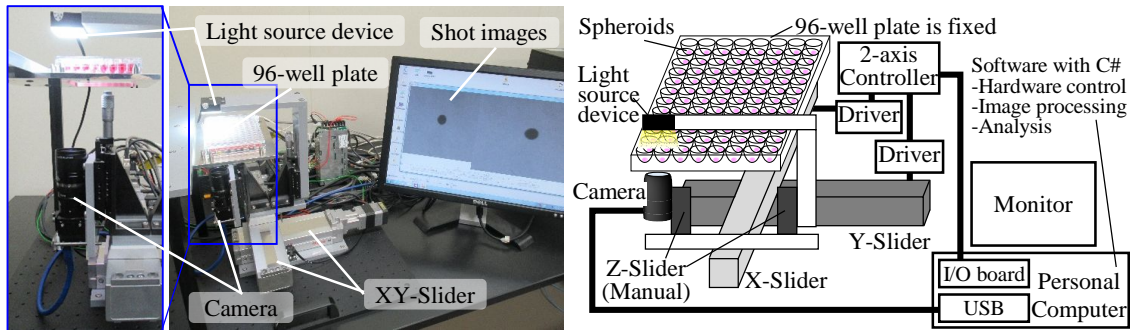 Light source device
96-well plate
Shot images
DELL
Camera
XY-Slider
Spheroids
96-well plate is fixed
2-axis
Controller
Light
source
device
Driver
Driver
Software with C#
-Hardware control
-Image processing
-Analysis
Camera
Monitor
Y-Slider
Z-Slider
(Manual)
X-Slider
I/O board
USB
Personal
Computer